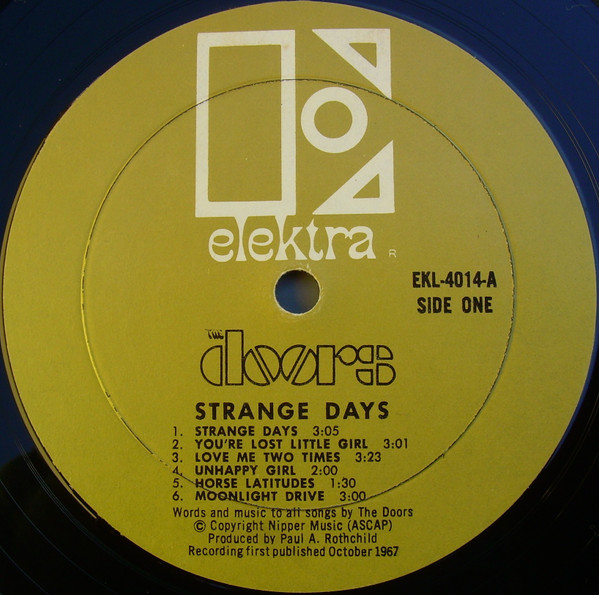 elektra
R
EKL-4014-A
SIDE ONE
THE
doors
STRANGE DAYS
1. STRANGE DAYS 3:05
2. YOU'RE LOST LITTLE GIRL 3:01
3. LOVE ME TWO TIMES 3:23
4. UNHAPPY GIRL 2:00
5. HORSE LATITUDES 1:30
6. MOONLIGHT DRIVE 3:00
Words and music to all songs by The Doors
© Copyright Nipper Music (ASCAP)
Produced by Paul A. Rothchild
Recording first published October 1967